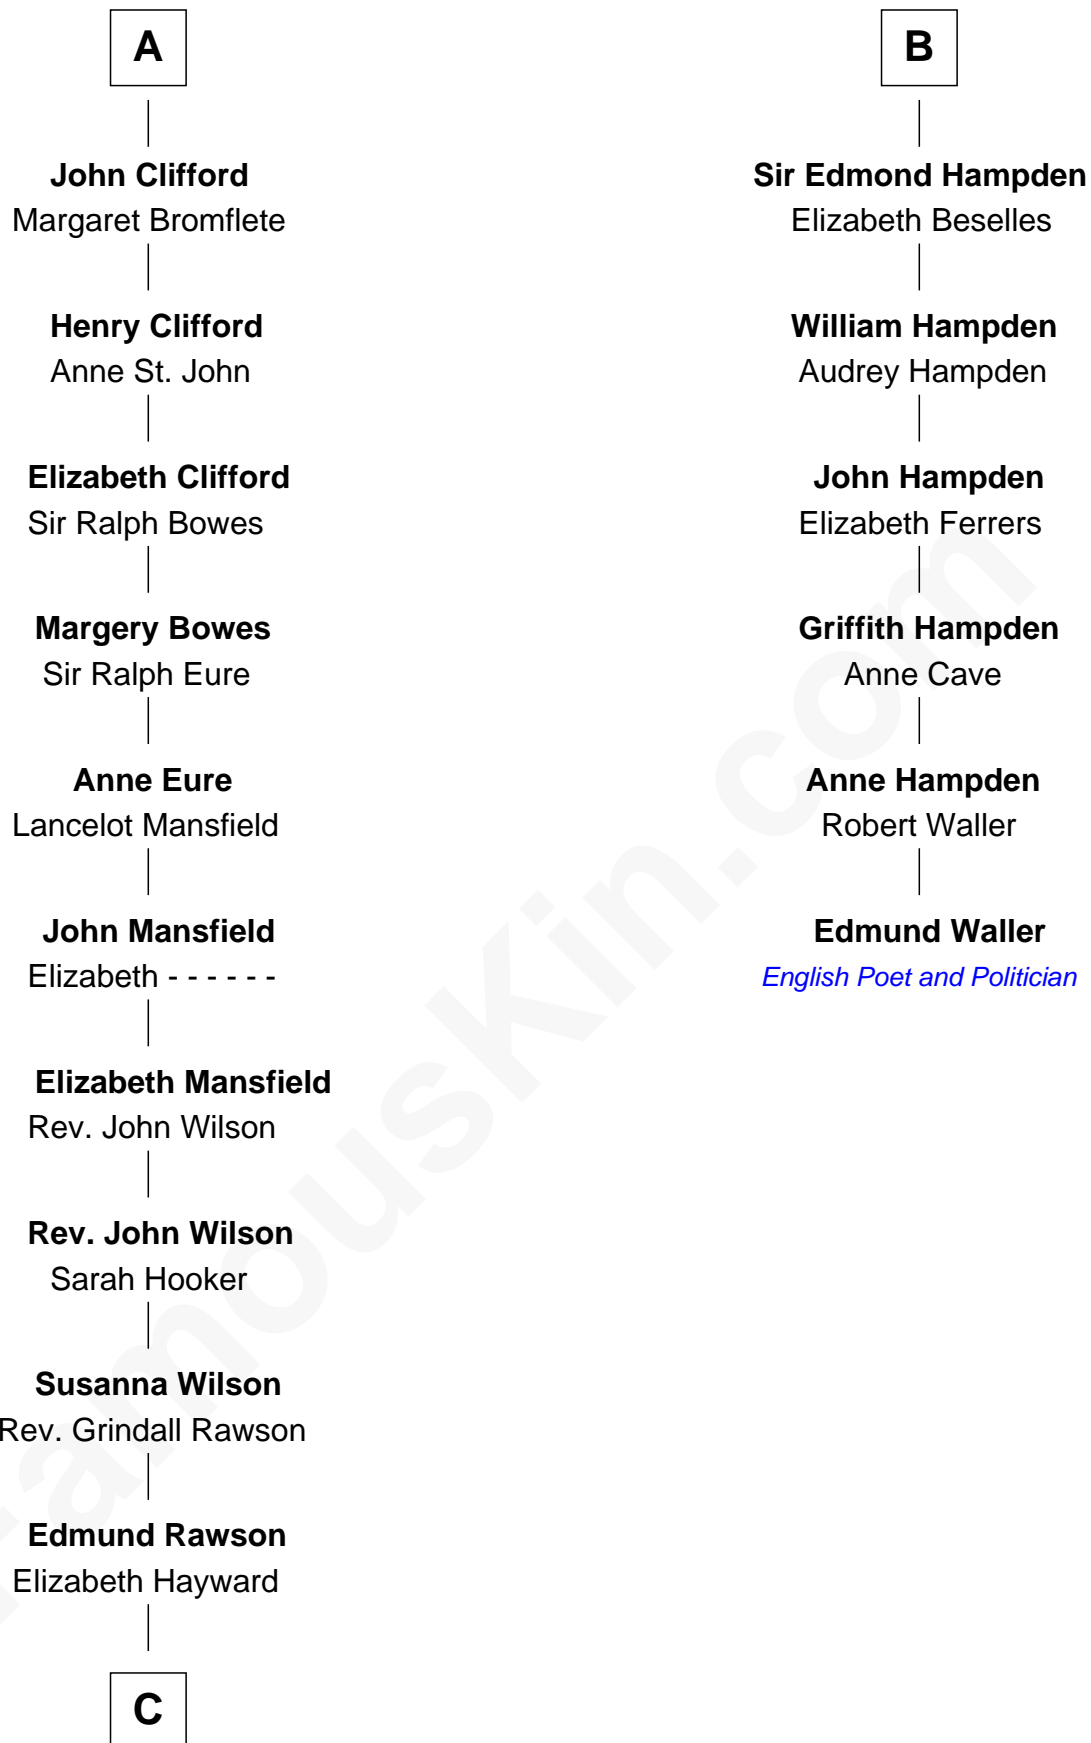 A
John Clifford
Margaret Bromflete
Henry Clifford
Anne St. John
Elizabeth Clifford
Sir Ralph Bowes
Margery Bowes
Sir Ralph Eure
Anne Eure
Lancelot Mansfield
John Mansfield
Elizabeth - - - - - -
Elizabeth Mansfield
Rev. John Wilson
Rev. John Wilson
Sarah Hooker
Susanna Wilson
Rev. Grindall Rawson
Edmund Rawson
Elizabeth Hayward
C
B
Sir Edmond Hampden
Elizabeth Beselles
William Hampden
Audrey Hampden
John Hampden
Elizabeth Ferrers
Griffith Hampden
Anne Cave
Anne Hampden
Robert Waller
Edmund Waller
English Poet and Politician
FamousKin.com